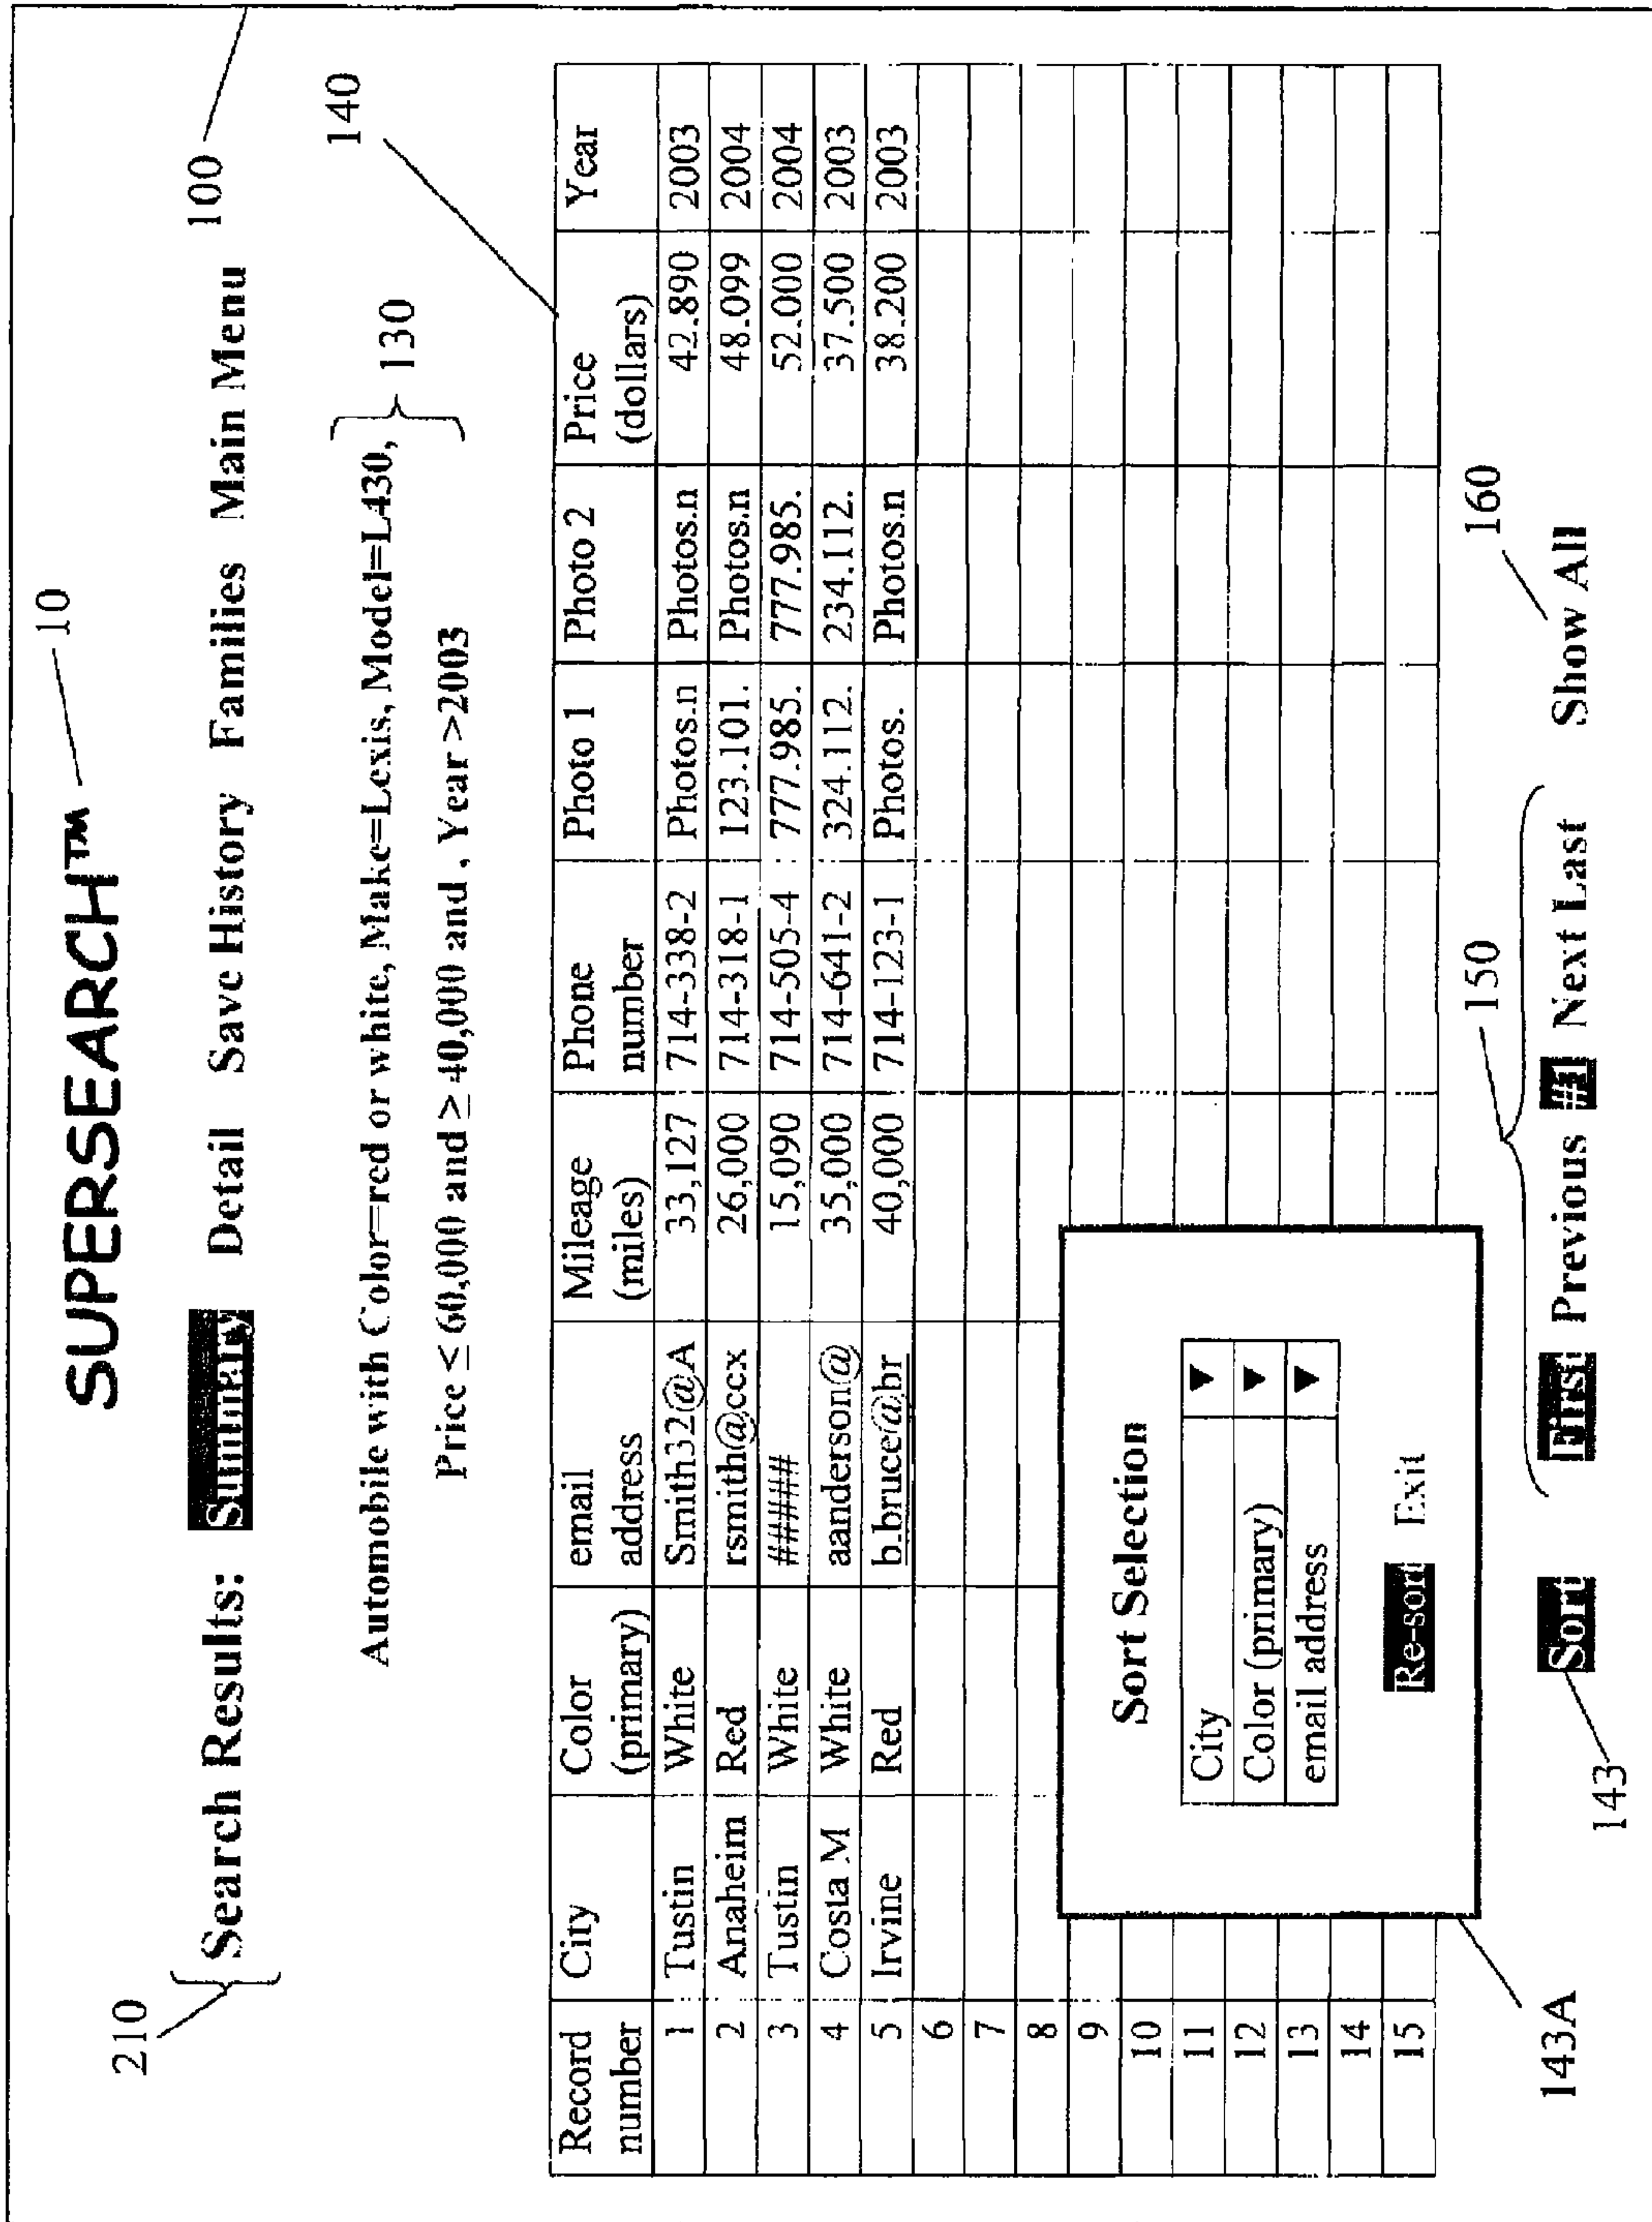 10
SUPERSEARCH™
210
Search Results: Summary Detail Save History Families Main Menu
100
Automobile with Color=red or white, Make=Lexis, Model=L430,
Price ≤ 60,000 and ≥ 40,000 and , Year >2003
130
140
Record number City Color (primary) email address Mileage (miles) Phone number Photo 1 Photo 2 Price (dollars) Year
1 Tustin White Smith32@A 33,127 714-338-2 Photos.n Photos.n 42.890 2003
2 Anaheim Red rsmith@ccx 26,000 714-318-1 123.101. Photos.n 48.099 2004
3 Tustin White ##### 15,090 714-505-4 777.985. 777.985. 52.000 2004
4 Costa M White aanderson@ 35,000 714-641-2 324.112. 234.112. 37.500 2003
5 Irvine Red b.bruce@br 40,000 714-123-1 Photos. Photos.n 38.200 2003
6
7
8
9
10
11
12
13
14
15
Sort Selection
City ▼
Color (primary) ▼
email address ▼
Re-sort Exit
143A
143
150
160
Sort First Previous ##1 Next Last Show All